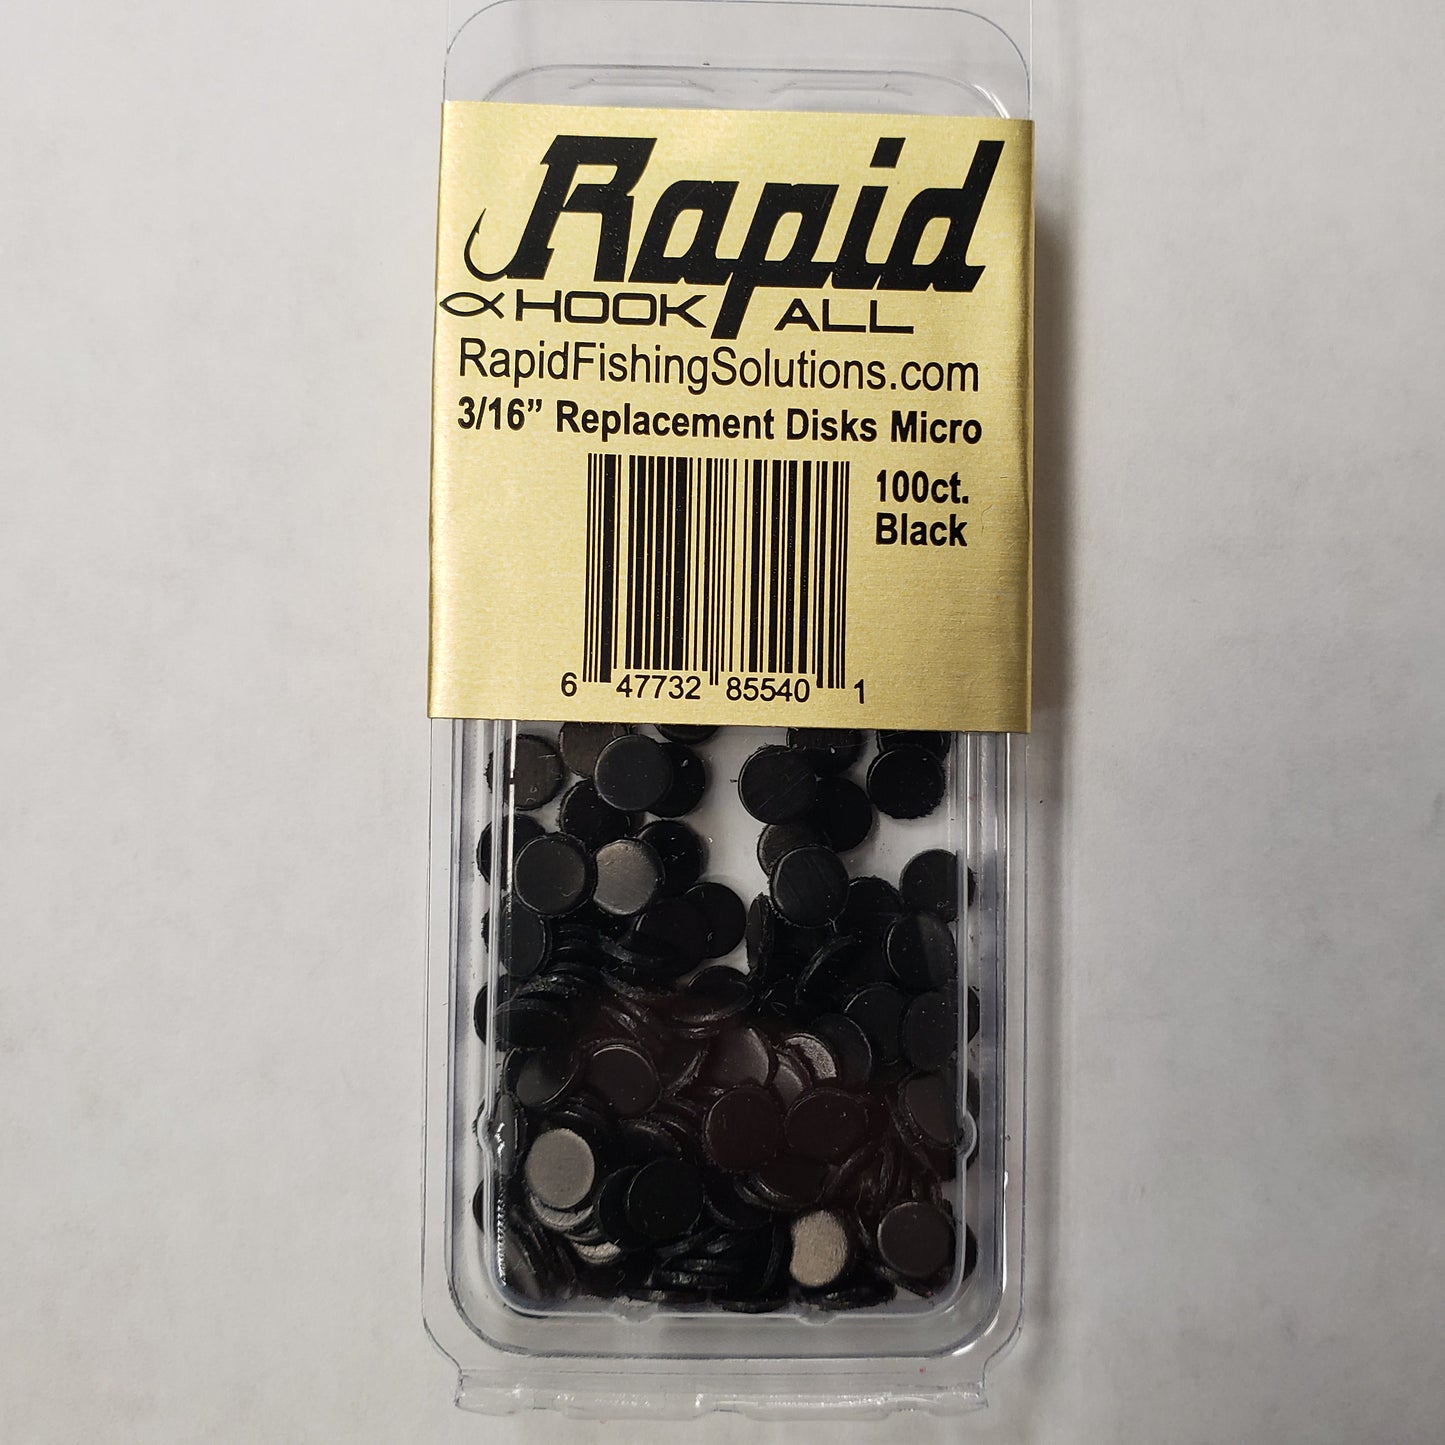 Rapid
HOOK ALL
RapidFishingSolutions.com
3/16” Replacement Disks Micro
100ct.
Black
6 47732 85540 1